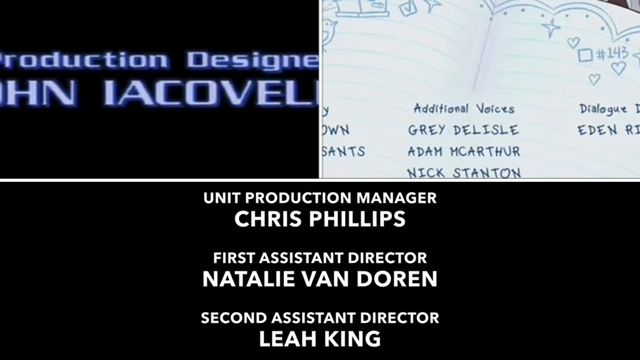 Production Designe
OHN IACOVEL
#143
Additional Voices
Dialogue D
OWN
GREY DELISLE
EDEN RI
SANTS
ADAM MCARTHUR
NICK STANTON
UNIT PRODUCTION MANAGER
CHRIS PHILLIPS
FIRST ASSISTANT DIRECTOR
NATALIE VAN DOREN
SECOND ASSISTANT DIRECTOR
LEAH KING